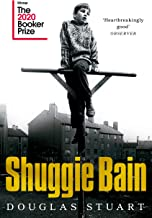 The
2020
Booker
Prize
'Heartbreakingly
good'
OBSERVER
Shuggie Bain
DOUGLAS STUART